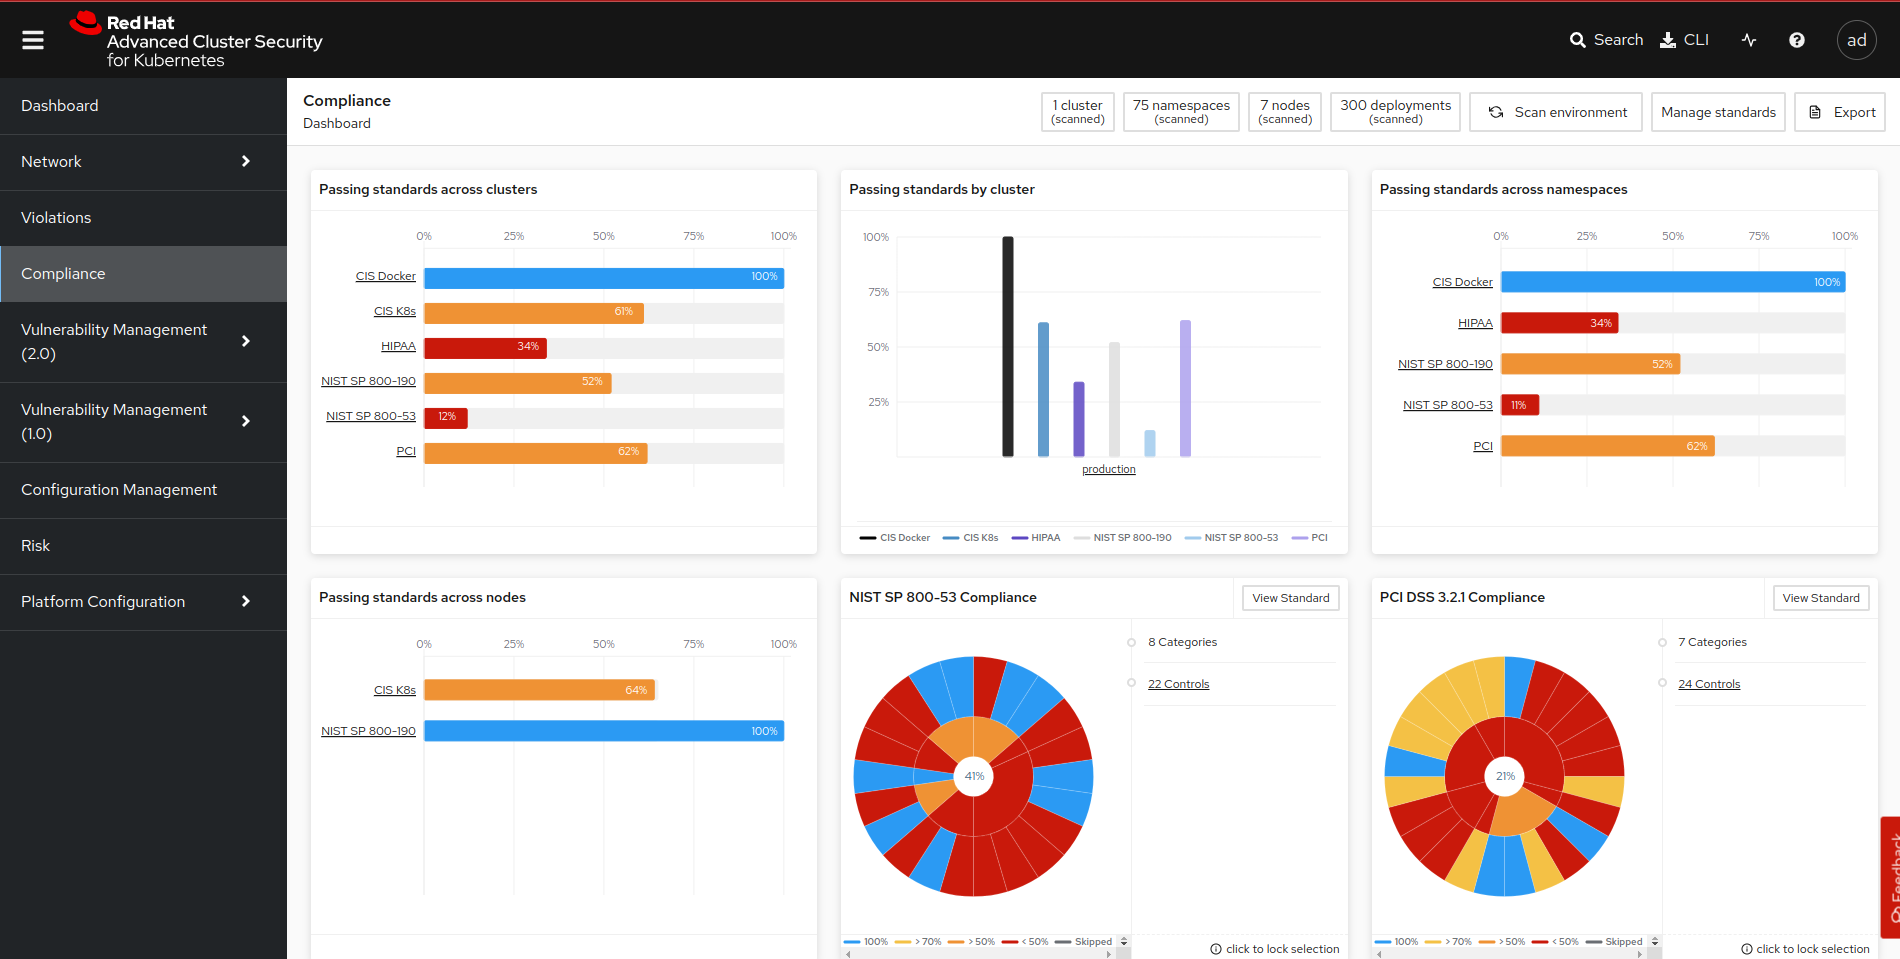 Red Hat
Advanced Cluster Security
for Kubernetes
Search
CLI
ad
Dashboard
Network
Violations
Compliance
Vulnerability Management
(2.0)
Vulnerability Management
(1.0)
Configuration Management
Risk
Platform Configuration
Compliance
Dashboard
1 cluster
(scanned)
75 namespaces
(scanned)
7 nodes
(scanned)
300 deployments
(scanned)
Scan environment
Manage standards
Export
Passing standards across clusters
0% 25% 50% 75% 100%
CIS Docker 100%
CIS K8s 61%
HIPAA 34%
NIST SP 800-190 52%
NIST SP 800-53 12%
PCI 62%
Passing standards by cluster
100%
75%
50%
25%
production
CIS Docker CIS K8s HIPAA NIST SP 800-190 NIST SP 800-53 PCI
Passing standards across namespaces
0% 25% 50% 75% 100%
CIS Docker 100%
HIPAA 34%
NIST SP 800-190 52%
NIST SP 800-53 11%
PCI 62%
Passing standards across nodes
0% 25% 50% 75% 100%
CIS K8s 64%
NIST SP 800-190 100%
NIST SP 800-53 Compliance
View Standard
8 Categories
22 Controls
41%
100% > 70% > 50% < 50% Skipped
click to lock selection
PCI DSS 3.2.1 Compliance
View Standard
7 Categories
24 Controls
21%
100% > 70% > 50% < 50% Skipped
click to lock selection
Feedback